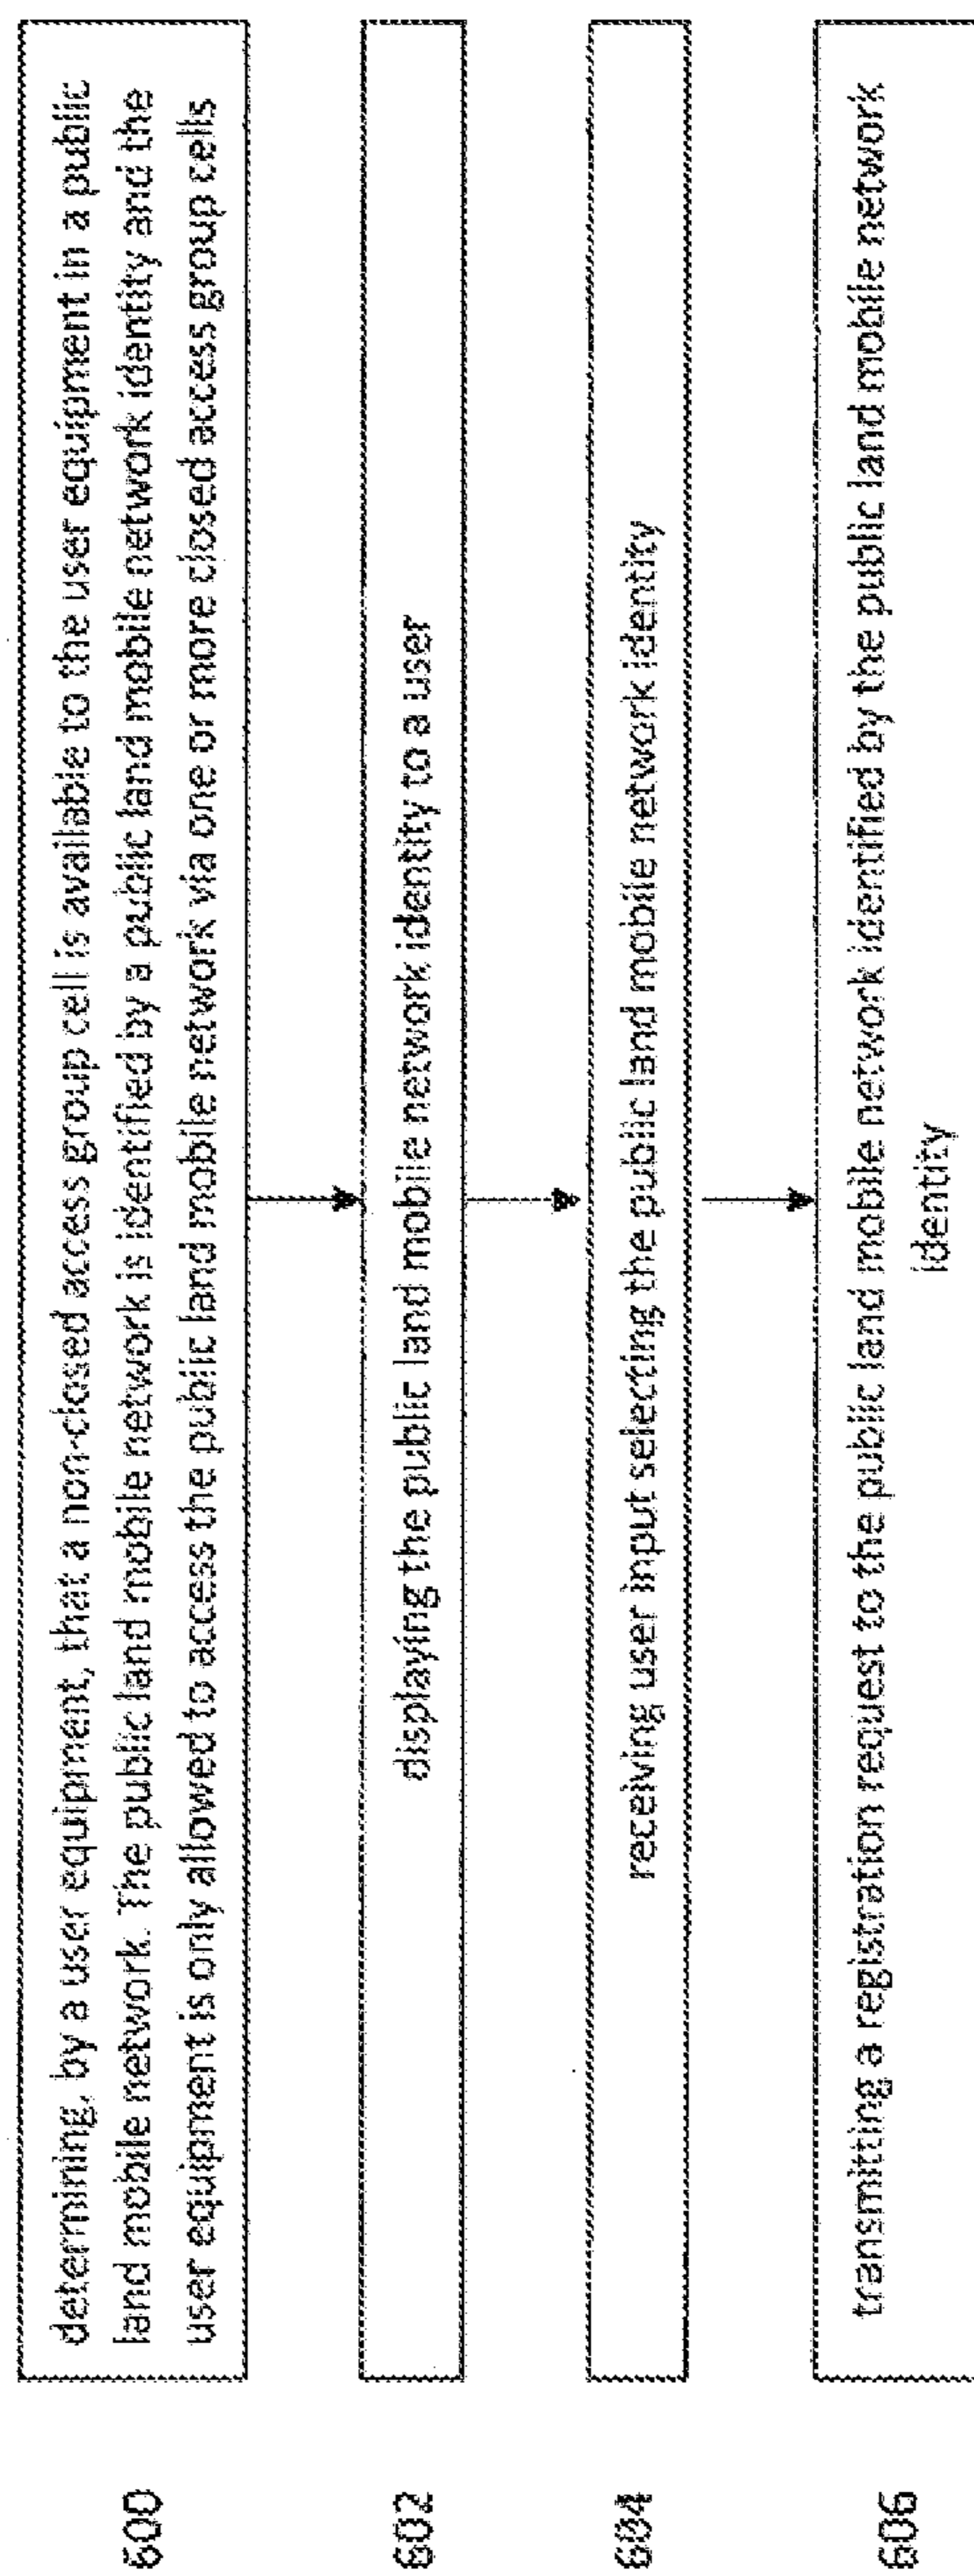 600
determining, by a user equipment, that a non-closed access group cell is available to the user equipment in a public
land mobile network. The public land mobile network is identified by a public land mobile network identity and the
user equipment is only allowed to access the public land mobile network via one or more closed access group cells
602
displaying the public land mobile network identity to a user
604
receiving user input selecting the public land mobile network identity
606
transmitting a registration request to the public land mobile network identified by the public land mobile network
identity